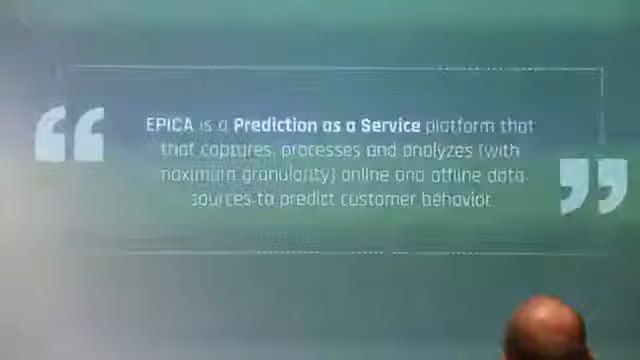 EPICA is a Prediction as a Service platform that
that captures, processes and analyzes (with
maximum granularity) online and offline data
sources to predict customer behavior